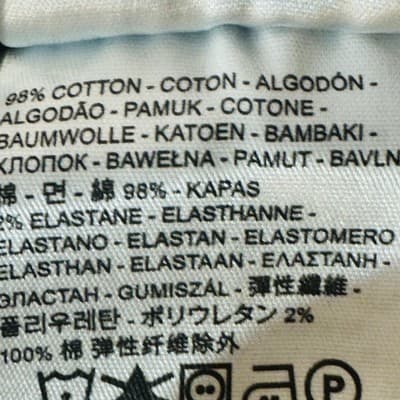 98% COTTON - COTON - ALGODÓN -
ALGODÃO - PAMUK - COTONE -
BAUMWOLLE - KATOEN - BAMBAKI -
ХЛОПОК - BAWEŁNA - PAMUT - BAVLN
棉 - 면 - 綿 98% - KAPAS
2% ELASTANE - ELASTHANNE -
ELASTANO - ELASTAN - ELASTOMERO
ELASTHAN - ELASTAAN - ΕΛΑΣΤΑΝΗ -
ЭЛАСТАН - GUMISZÁL - 彈性纖維 -
폴리우레탄 - ポリウレタン 2%
100% 棉 弹性纤维除外
P